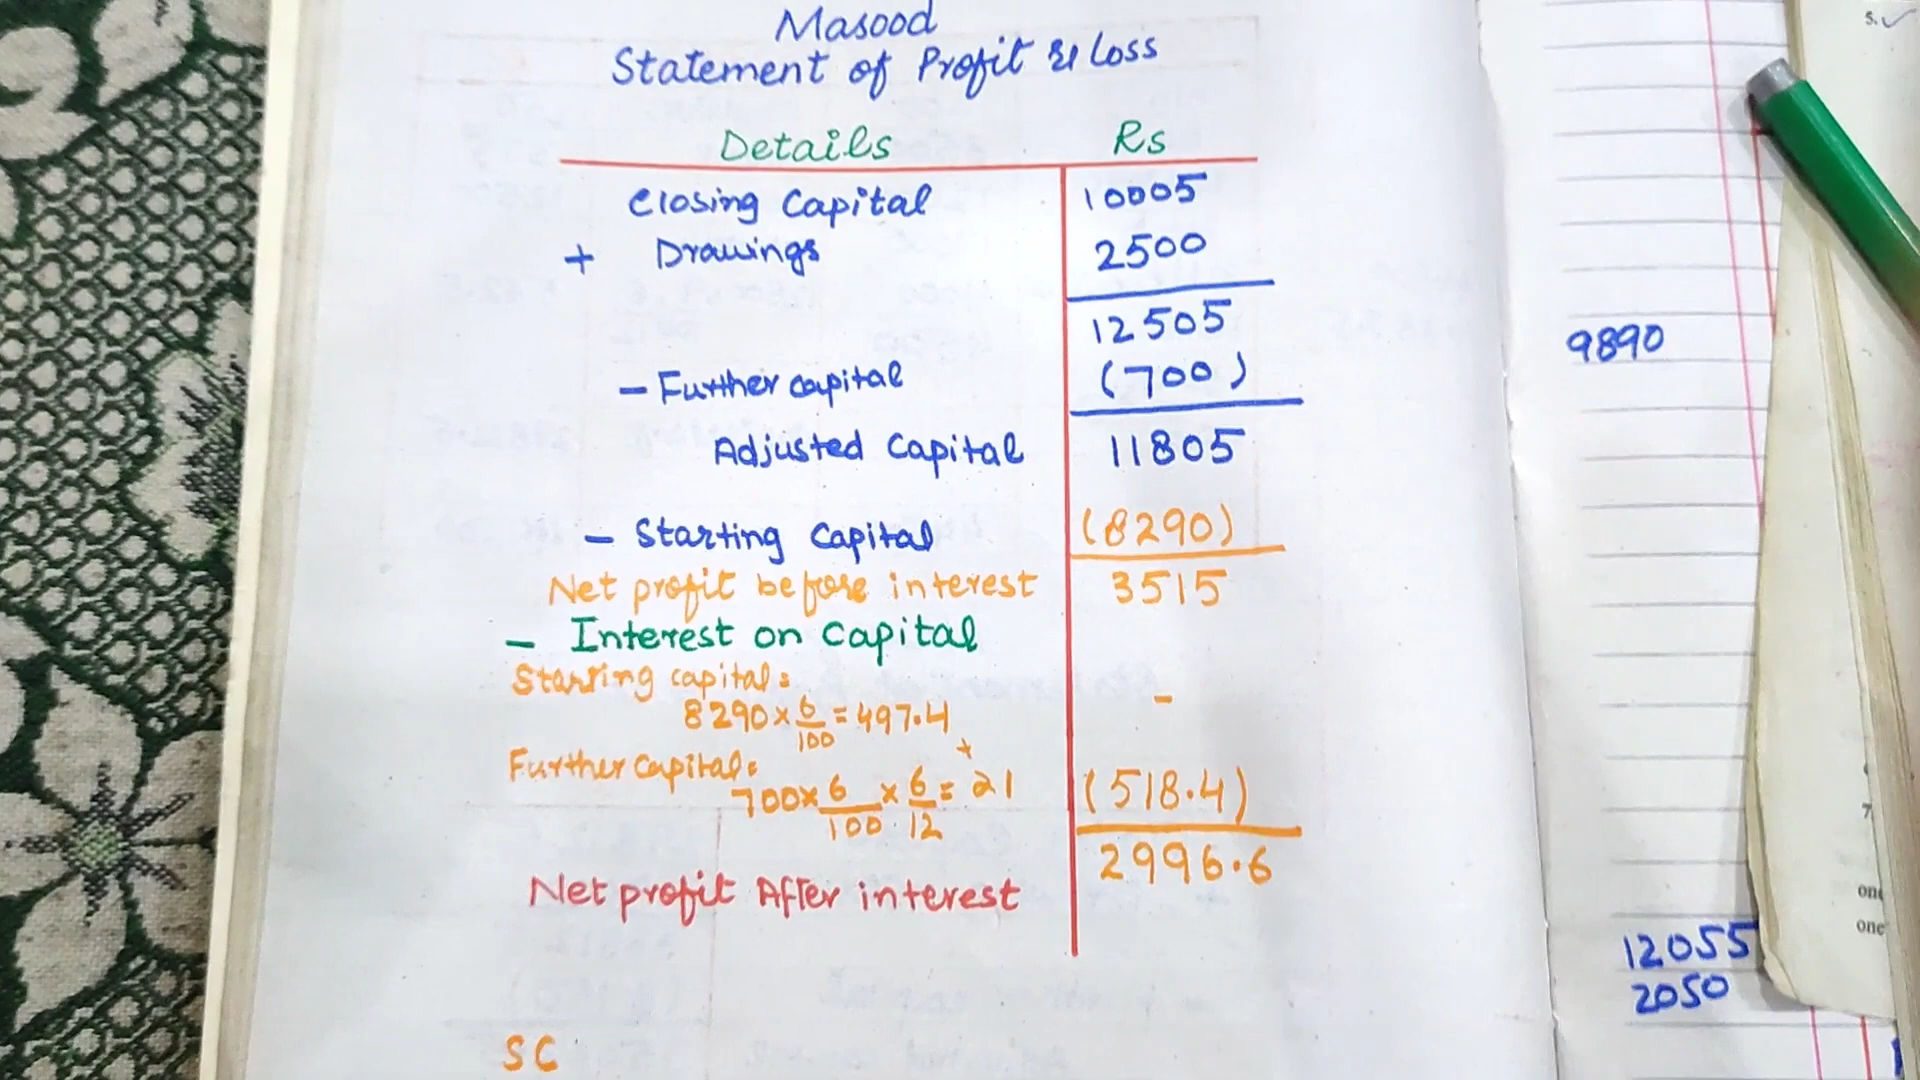 Masood
Statement of Profit & Loss
Details Rs
Closing Capital 10005
+ Drawings 2500
12505
- Further capital (700)
Adjusted Capital 11805
- Starting Capital (8290)
Net profit before interest 3515
- Interest on Capital
Starting capital:
8290 × 6/100 = 497.4 -
+
Further Capital:
700 × 6/100 × 6/12 = 21 (518.4)
2996.6
Net profit After interest
SC
5. ✓
9890
one
one
12055
2050